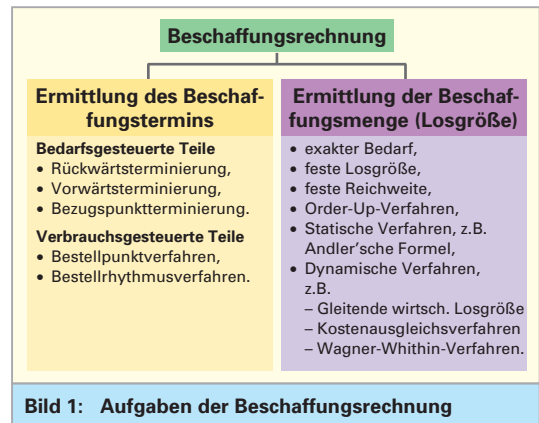 Beschaffungsrechnung
Ermittlung des Beschaf-
fungstermins
Bedarfsgesteuerte Teile
• Rückwärtsterminierung,
• Vorwärtsterminierung,
• Bezugspunktterminierung.
Verbrauchsgesteuerte Teile
• Bestellpunktverfahren,
• Bestellrhythmusverfahren.
Ermittlung der Beschaf-
fungsmenge (Losgröße)
• exakter Bedarf,
• feste Losgröße,
• feste Reichweite,
• Order-Up-Verfahren,
• Statische Verfahren, z.B.
Andler'sche Formel,
• Dynamische Verfahren,
z.B.
– Gleitende wirtsch. Losgröße
– Kostenausgleichsverfahren
– Wagner-Whithin-Verfahren.
Bild 1: Aufgaben der Beschaffungsrechnung